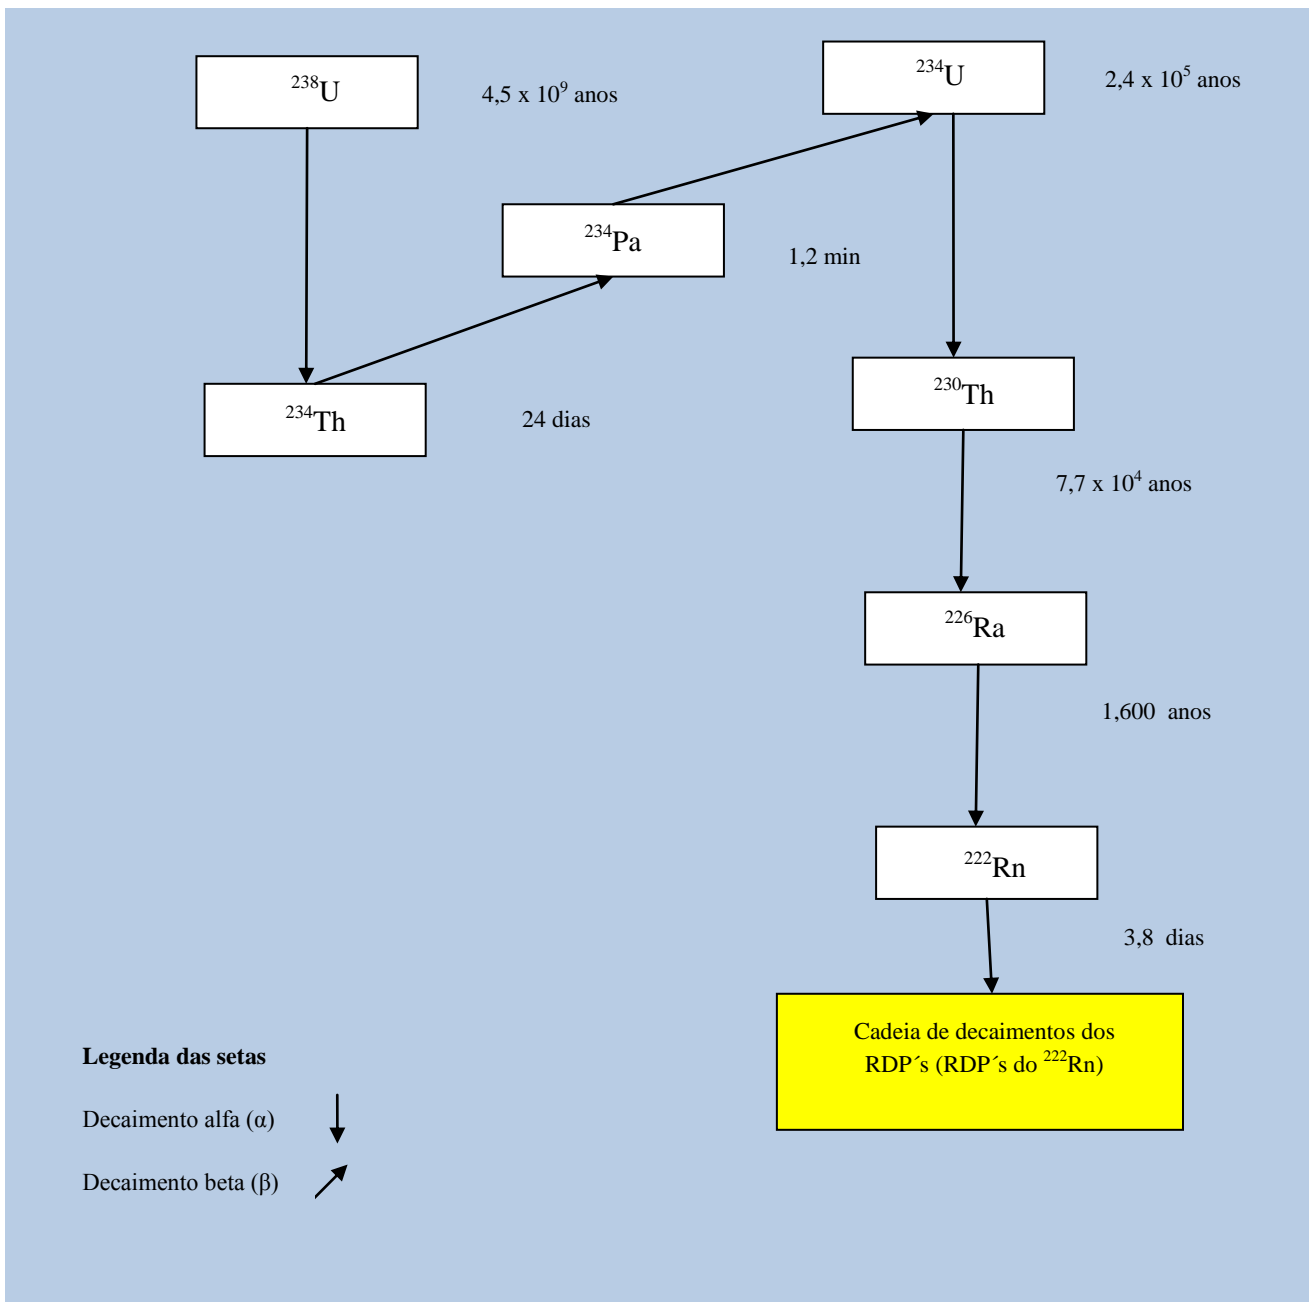 ²³⁸U
4,5 x 10⁹ anos
²³⁴U
2,4 x 10⁵ anos
²³⁴Pa
1,2 min
²³⁴Th
24 dias
²³⁰Th
7,7 x 10⁴ anos
²²⁶Ra
1,600 anos
²²²Rn
3,8 dias
Cadeia de decaimentos dos
RDP´s (RDP´s do ²²²Rn)
Legenda das setas
Decaimento alfa (α)
Decaimento beta (β)